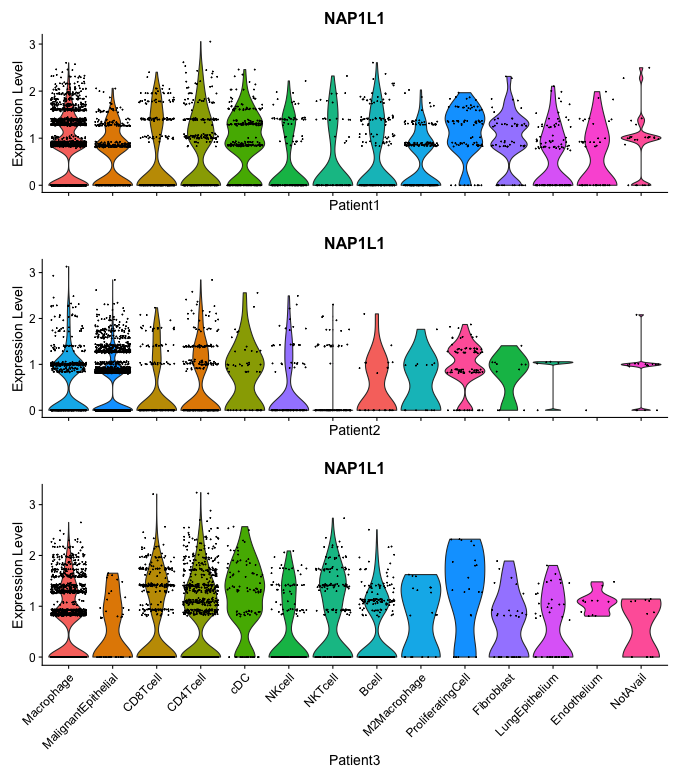 NAP1L1
Expression Level
3
2
1
0
Patient1
NAP1L1
Expression Level
3
2
1
0
Patient2
NAP1L1
Expression Level
3
2
1
0
Macrophage
MalignantEpithelial
CD8Tcell
CD4Tcell
cDC
NKcell
NKTcell
Bcell
M2Macrophage
ProliferatingCell
Fibroblast
LungEpithelium
Endothelium
NotAvail
Patient3